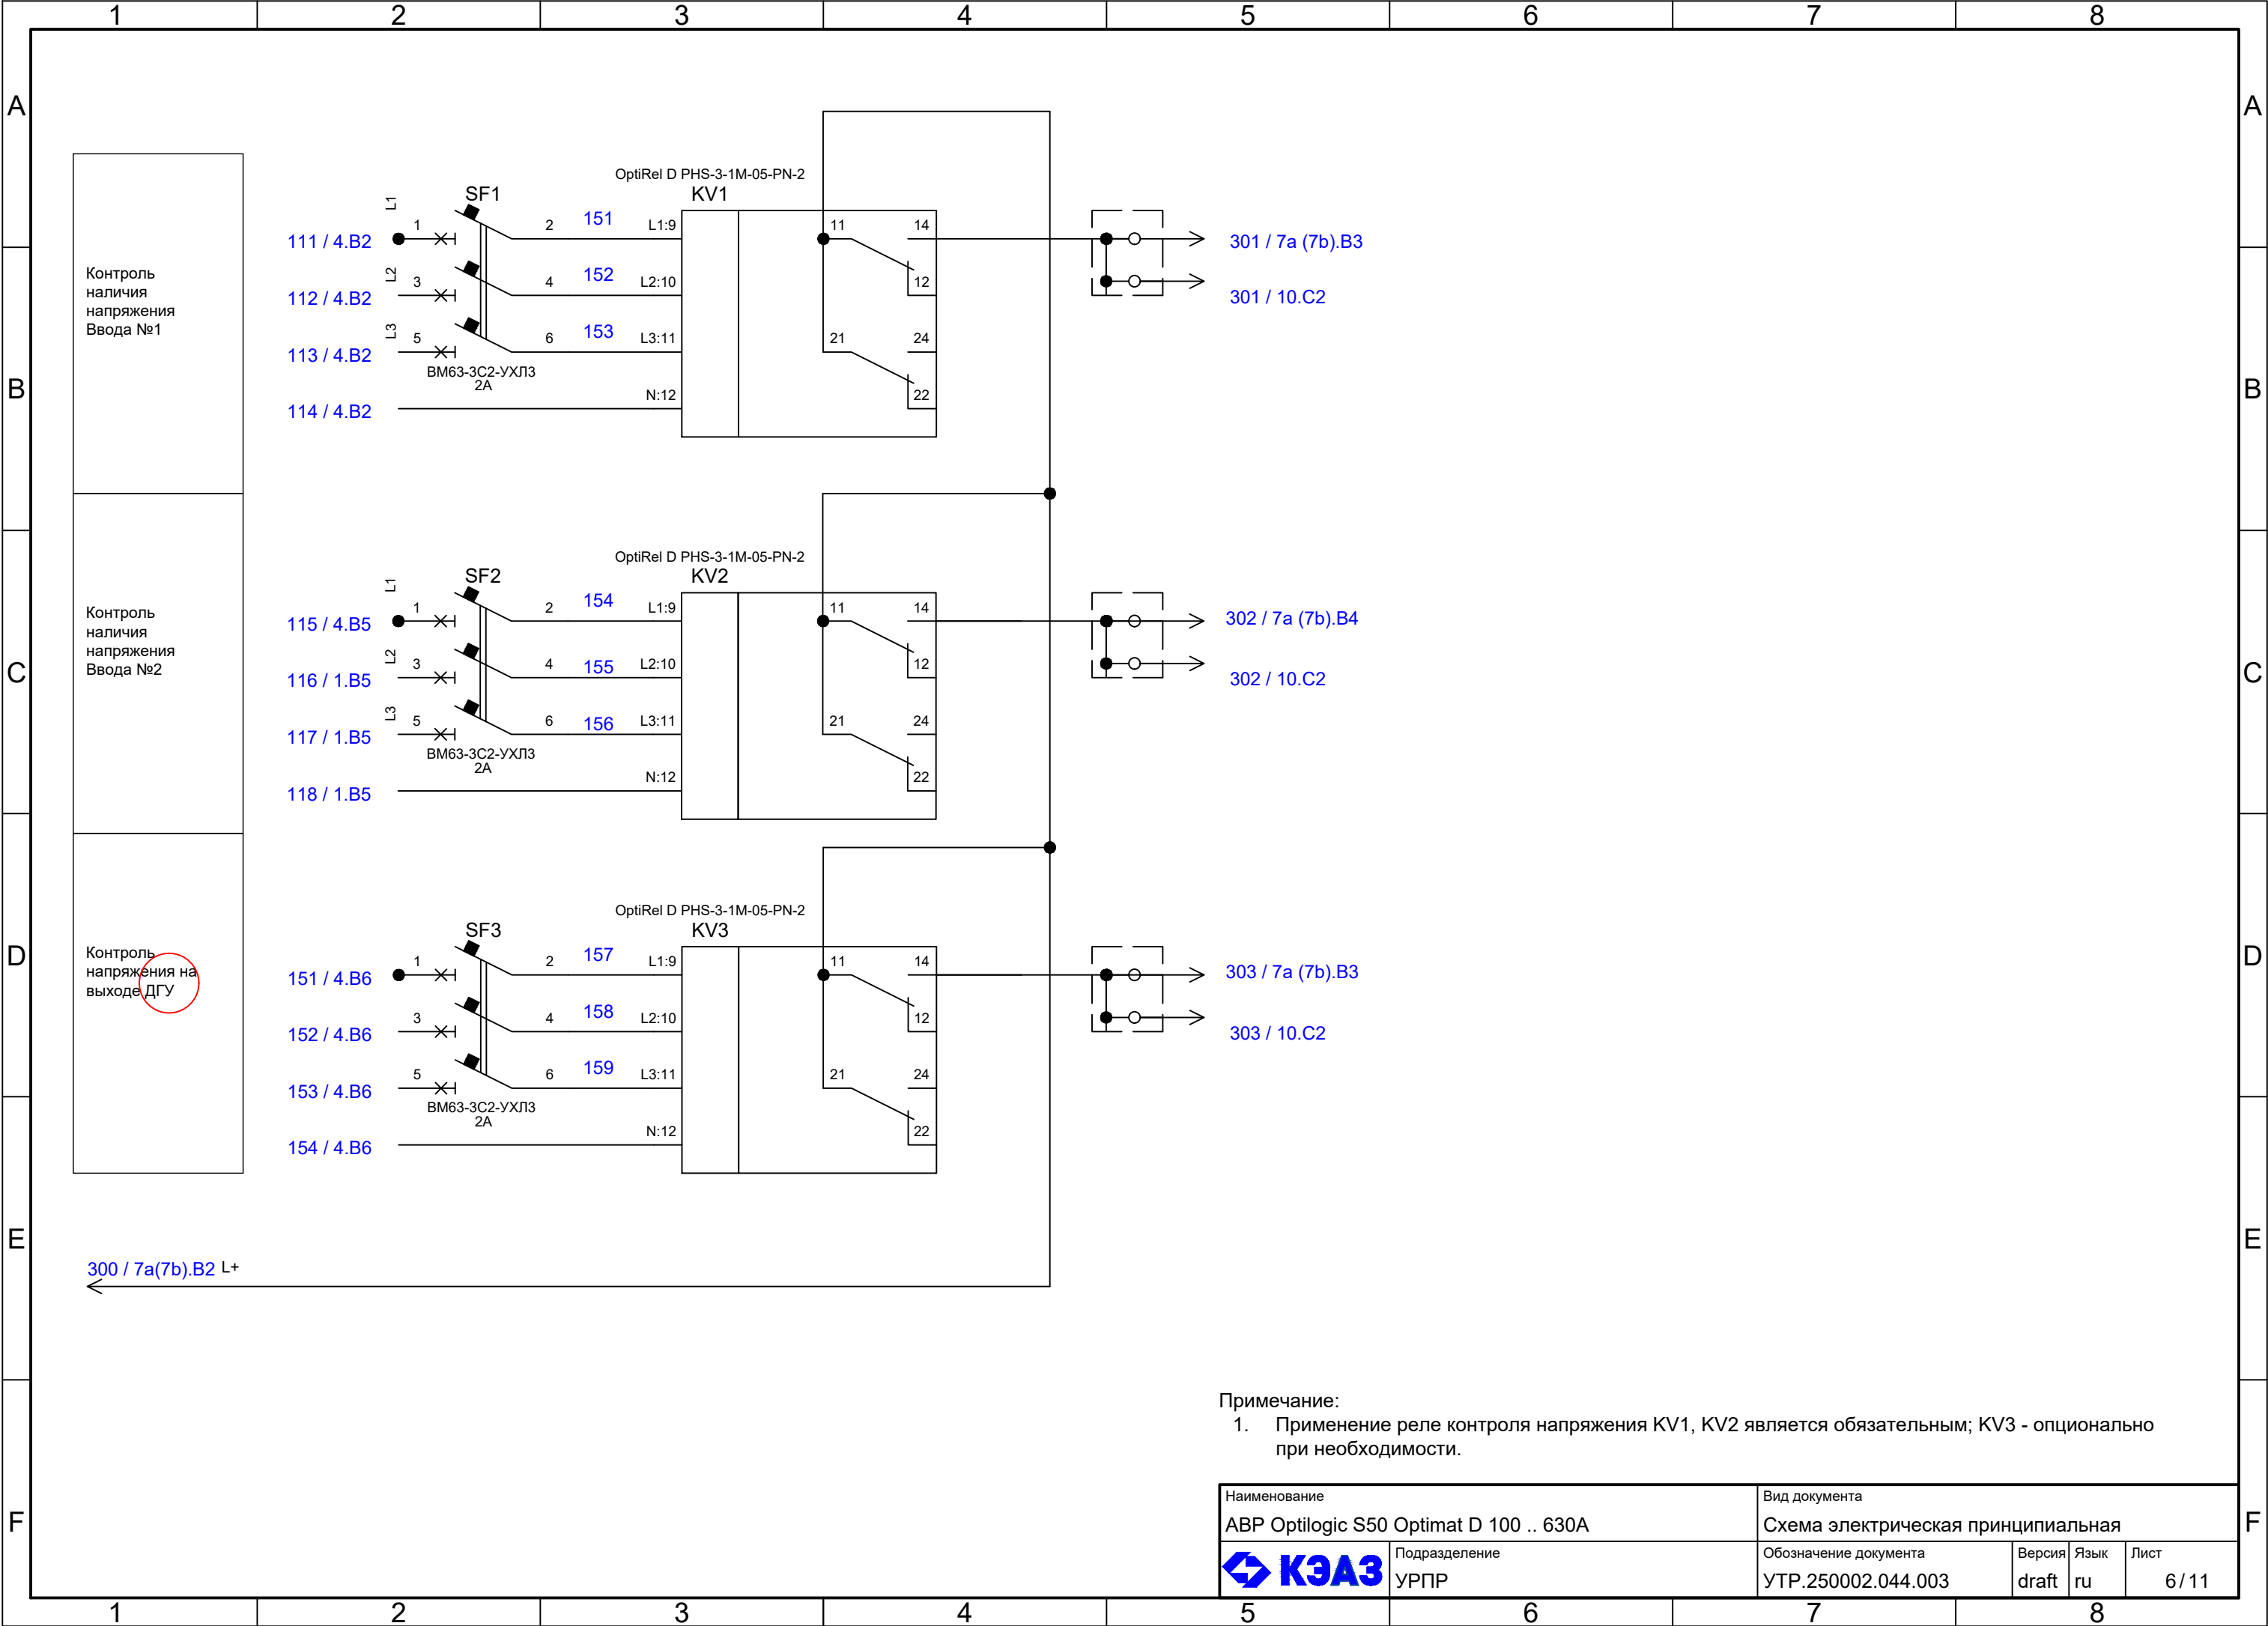 1 2 3 4 5 6 7 8
A A
B B
C C
D D
E E
F F
Контроль
наличия
напряжения
Ввода №1
111 / 4.B2
112 / 4.B2
113 / 4.B2
114 / 4.B2
L1
L2
L3
SF1
1 2 151 L1:9
3 4 152 L2:10
5 6 153 L3:11
ВМ63-3С2-УХЛ3
2А
N:12
OptiRel D PHS-3-1M-05-PN-2
KV1
11 14
12
21 24
22
301 / 7a (7b).B3
301 / 10.C2
Контроль
наличия
напряжения
Ввода №2
115 / 4.B5
116 / 1.B5
117 / 1.B5
118 / 1.B5
L1
L2
L3
SF2
1 2 154 L1:9
3 4 155 L2:10
5 6 156 L3:11
ВМ63-3С2-УХЛ3
2А
N:12
OptiRel D PHS-3-1M-05-PN-2
KV2
11 14
12
21 24
22
302 / 7a (7b).B4
302 / 10.C2
Контроль
напряжения на
выходе ДГУ
151 / 4.B6
152 / 4.B6
153 / 4.B6
154 / 4.B6
SF3
1 2 157 L1:9
3 4 158 L2:10
5 6 159 L3:11
ВМ63-3С2-УХЛ3
2А
N:12
OptiRel D PHS-3-1M-05-PN-2
KV3
11 14
12
21 24
22
303 / 7a (7b).B3
303 / 10.C2
300 / 7a(7b).B2 L+
Примечание:
1. Применение реле контроля напряжения KV1, KV2 является обязательным; KV3 - опционально
при необходимости.
Наименование
АВР Optilogic S50 Optimat D 100 .. 630А
Вид документа
Схема электрическая принципиальная
КЭАЗ
Подразделение
УРПР
Обозначение документа
УТР.250002.044.003
Версия
draft
Язык
ru
Лист
6 / 11
1 2 3 4 5 6 7 8